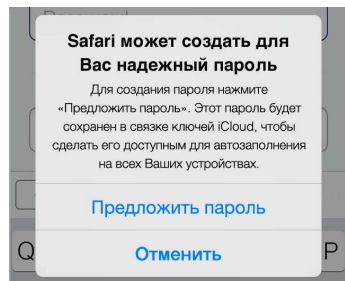 Password
Safari может создать для
Вас надежный пароль
Для создания пароля нажмите
«Предложить пароль». Этот пароль будет
сохранен в связке ключей iCloud, чтобы
сделать его доступным для автозаполнения
на всех Ваших устройствах.
Предложить пароль
Q
Отменить
P